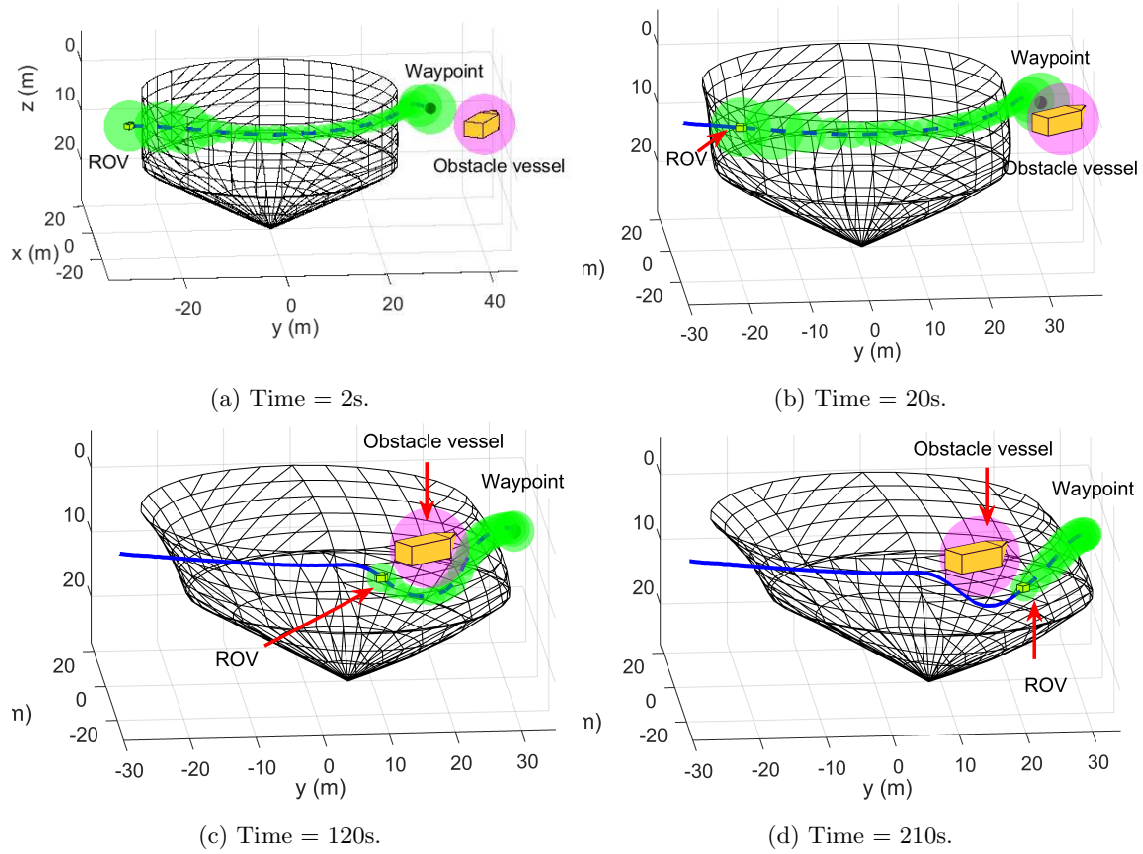 0
10
20
z (m)
Waypoint
ROV
Obstacle vessel
20
0
-20
x (m)
-20
0
20
40
y (m)
(a) Time = 2s.
0
10
20
Waypoint
ROV
Obstacle vessel
20
0
-20
m)
-30
-20
-10
0
10
20
30
y (m)
(b) Time = 20s.
0
10
20
Obstacle vessel
Waypoint
ROV
20
0
-20
n)
-30
-20
-10
0
10
20
30
y (m)
(c) Time = 120s.
0
10
20
Obstacle vessel
Waypoint
ROV
20
0
-20
n)
-30
-20
-10
0
10
20
30
y (m)
(d) Time = 210s.